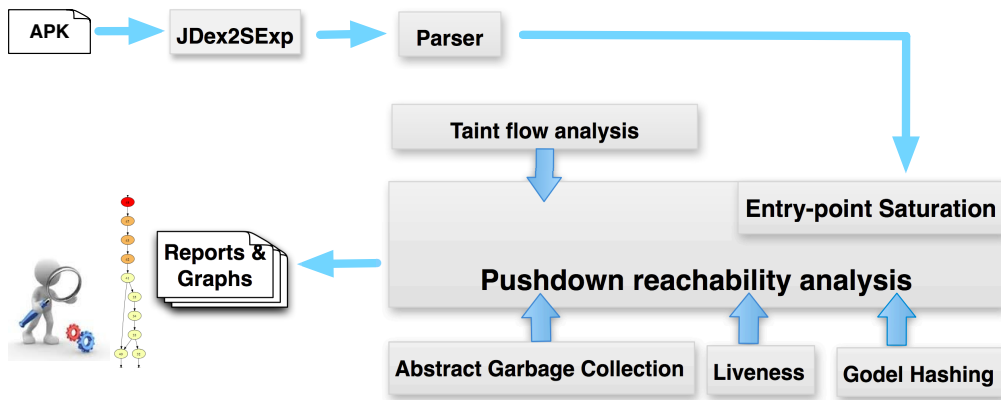 APK
JDex2SExp
Parser
Taint flow analysis
Entry-point Saturation
Pushdown reachability analysis
Reports &
Graphs
Abstract Garbage Collection
Liveness
Godel Hashing